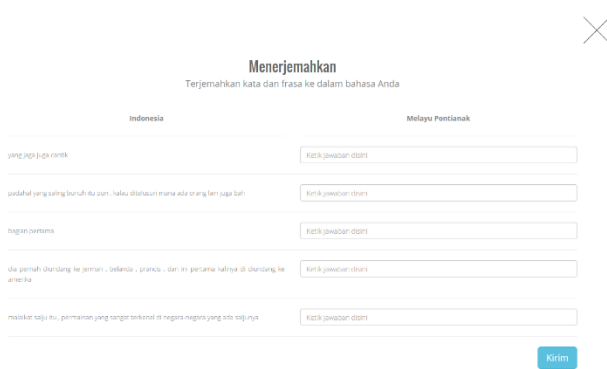 Menerjemahkan
Terjemahkan kata dan frasa ke dalam bahasa Anda
Indonesia
Melayu Pontianak
yang jaga juga cantik
Ketik jawaban disini
padahal yang saling bunuh itu pun , kalau ditelusuri mana ada orang lain juga bah
Ketik jawaban disini
bagian pertama
Ketik jawaban disini
dia pernah diundang ke jerman , belanda , prancis , dan ini pertama kalinya di diundang ke
amerika
Ketik jawaban disini
malaikat salju itu , permainan yang sangat terkenal di negara-negara yang ada saljunya
Ketik jawaban disini
Kirim